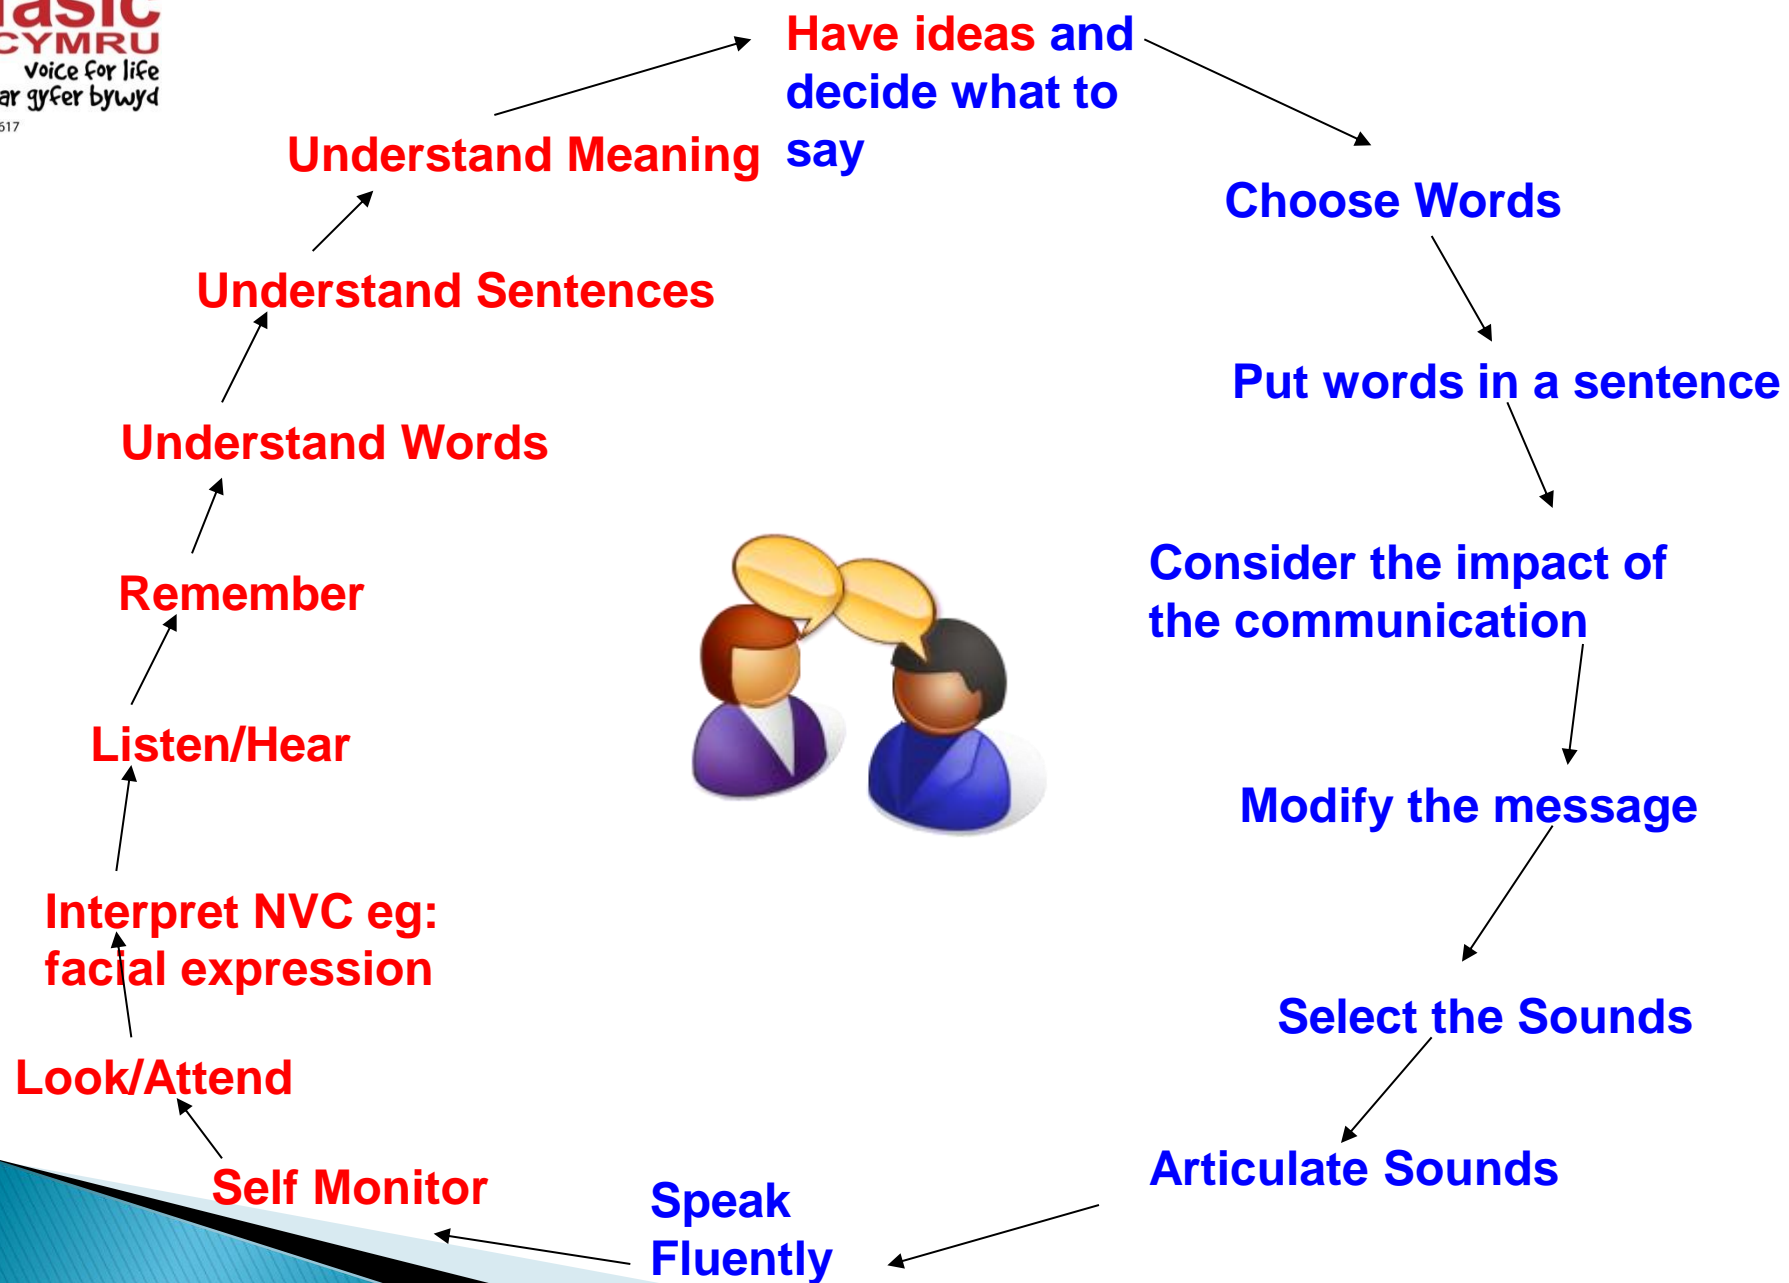 CYMRU
voice for life
ar gyfer bywyd
617
Have ideas and
decide what to
say
Understand Meaning
Choose Words
Understand Sentences
Put words in a sentence
Understand Words
Consider the impact of
the communication
Remember
Listen/Hear
Modify the message
Interpret NVC eg:
facial expression
Select the Sounds
Look/Attend
Articulate Sounds
Self Monitor
Speak
Fluently